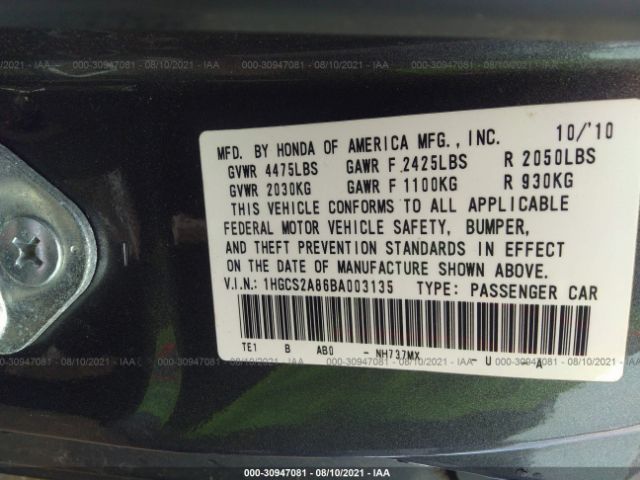 000-30947081 - 08/10/2021 - IAA
MFD. BY HONDA OF AMERICA MFG., INC. 10/'10
GVWR 4475LBS GAWR F 2425LBS R 2050LBS
GVWR 2030KG GAWR F 1100KG R 930KG
THIS VEHICLE CONFORMS TO ALL APPLICABLE
FEDERAL MOTOR VEHICLE SAFETY, BUMPER,
AND THEFT PREVENTION STANDARDS IN EFFECT
ON THE DATE OF MANUFACTURE SHOWN ABOVE.
V.I.N.: 1HGCS2A86BA003135 TYPE: PASSENGER CAR
TE1 B AB0 - NH737MX - U - A
000-30947081 - 08/10/2021 - IAA